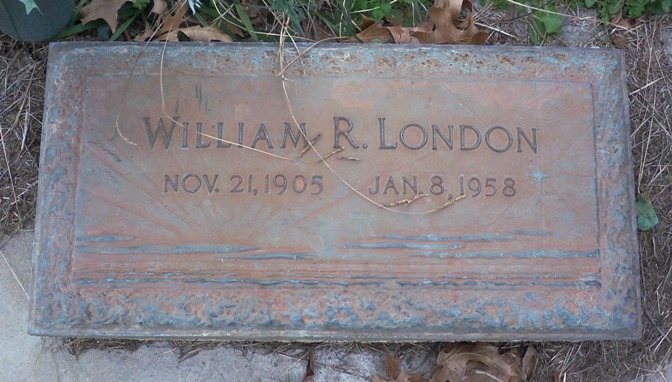 WILLIAM R. LONDON
NOV. 21, 1905 JAN. 8, 1958